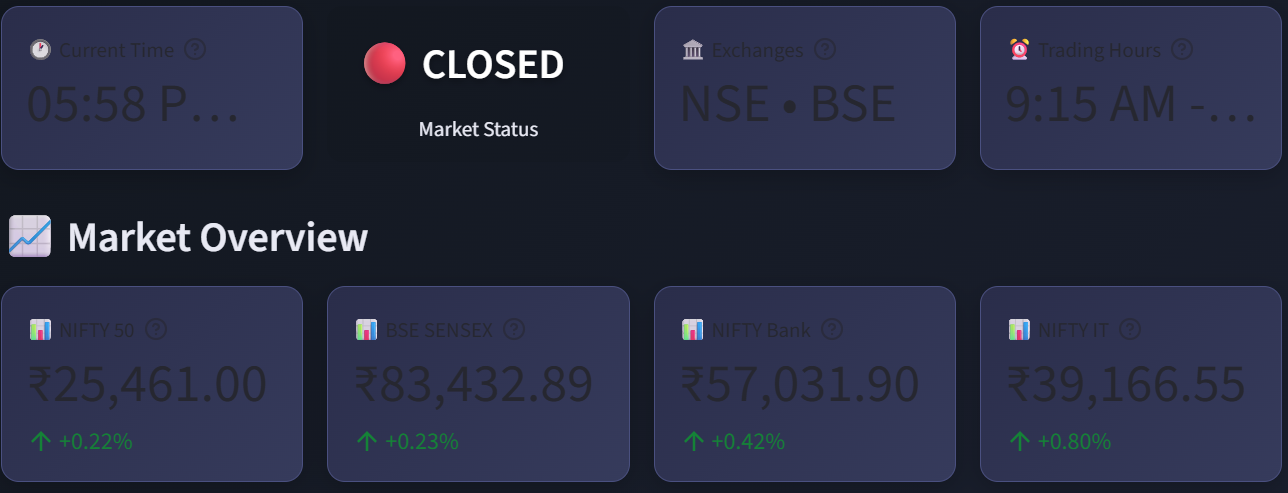 Current Time
05:58 P...
CLOSED
Market Status
Exchanges
NSE • BSE
Trading Hours
9:15 AM -...
Market Overview
NIFTY 50
₹25,461.00
↑ +0.22%
BSE SENSEX
₹83,432.89
↑ +0.23%
NIFTY Bank
₹57,031.90
↑ +0.42%
NIFTY IT
₹39,166.55
↑ +0.80%